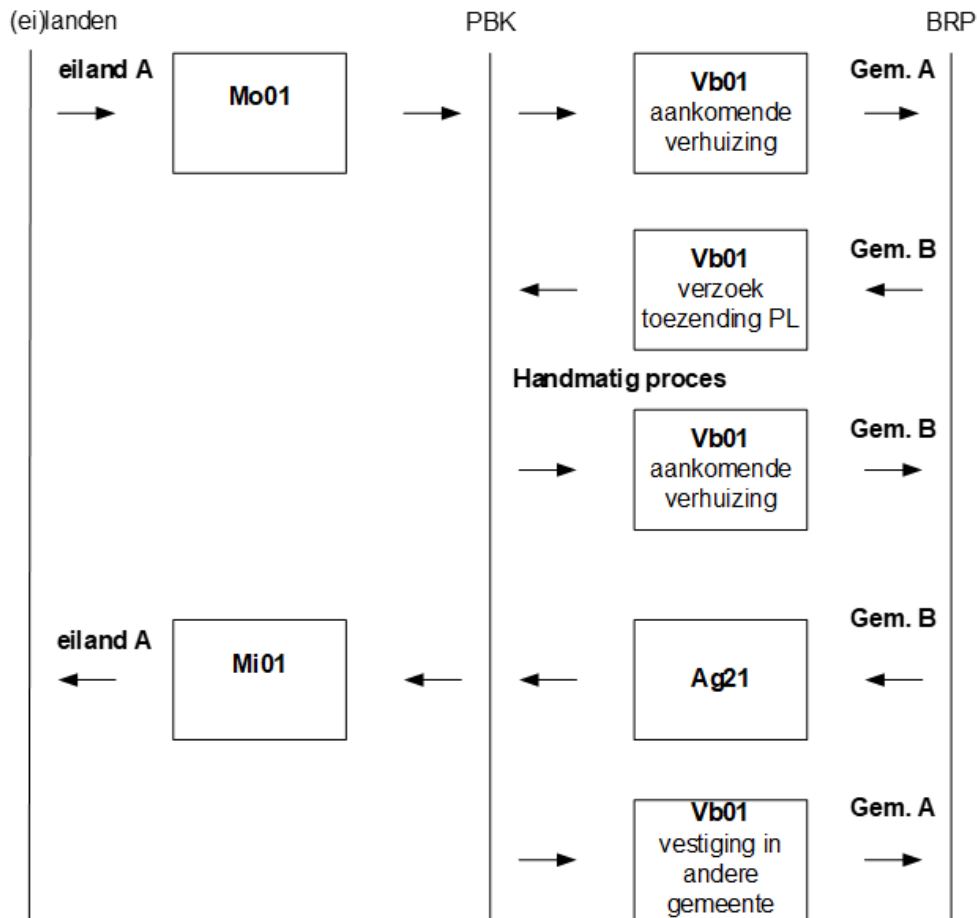 (ei)landen PBK BRP
eiland A Mo01 Vb01 Gem. A
aankomende
verhuizing
Vb01 Gem. B
verzoek
toezending PL
Handmatig proces
Vb01 Gem. B
aankomende
verhuizing
eiland A Mi01 Ag21 Gem. B
Vb01 Gem. A
vestiging in
andere
gemeente